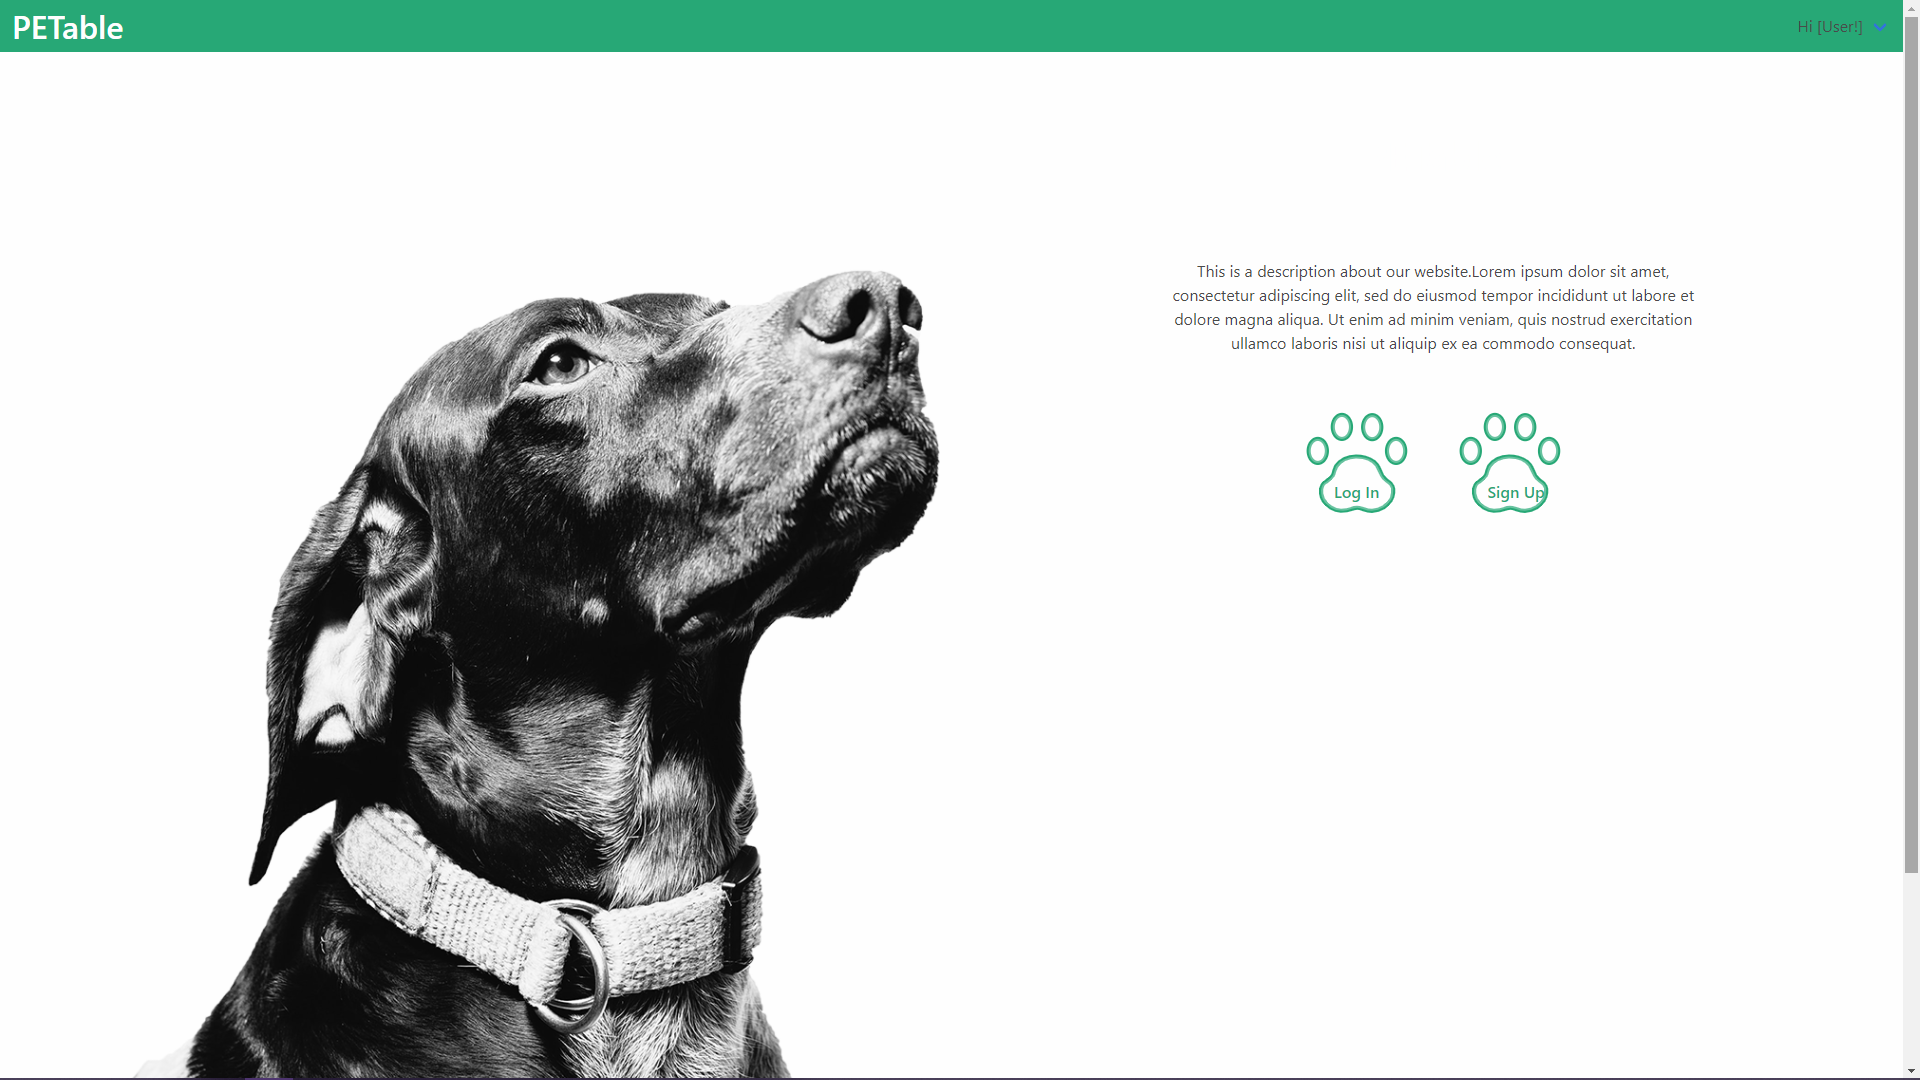 PETable
Hi [User!]
This is a description about our website.Lorem ipsum dolor sit amet,
consectetur adipiscing elit, sed do eiusmod tempor incididunt ut labore et
dolore magna aliqua. Ut enim ad minim veniam, quis nostrud exercitation
ullamco laboris nisi ut aliquip ex ea commodo consequat.
Log In
Sign Up